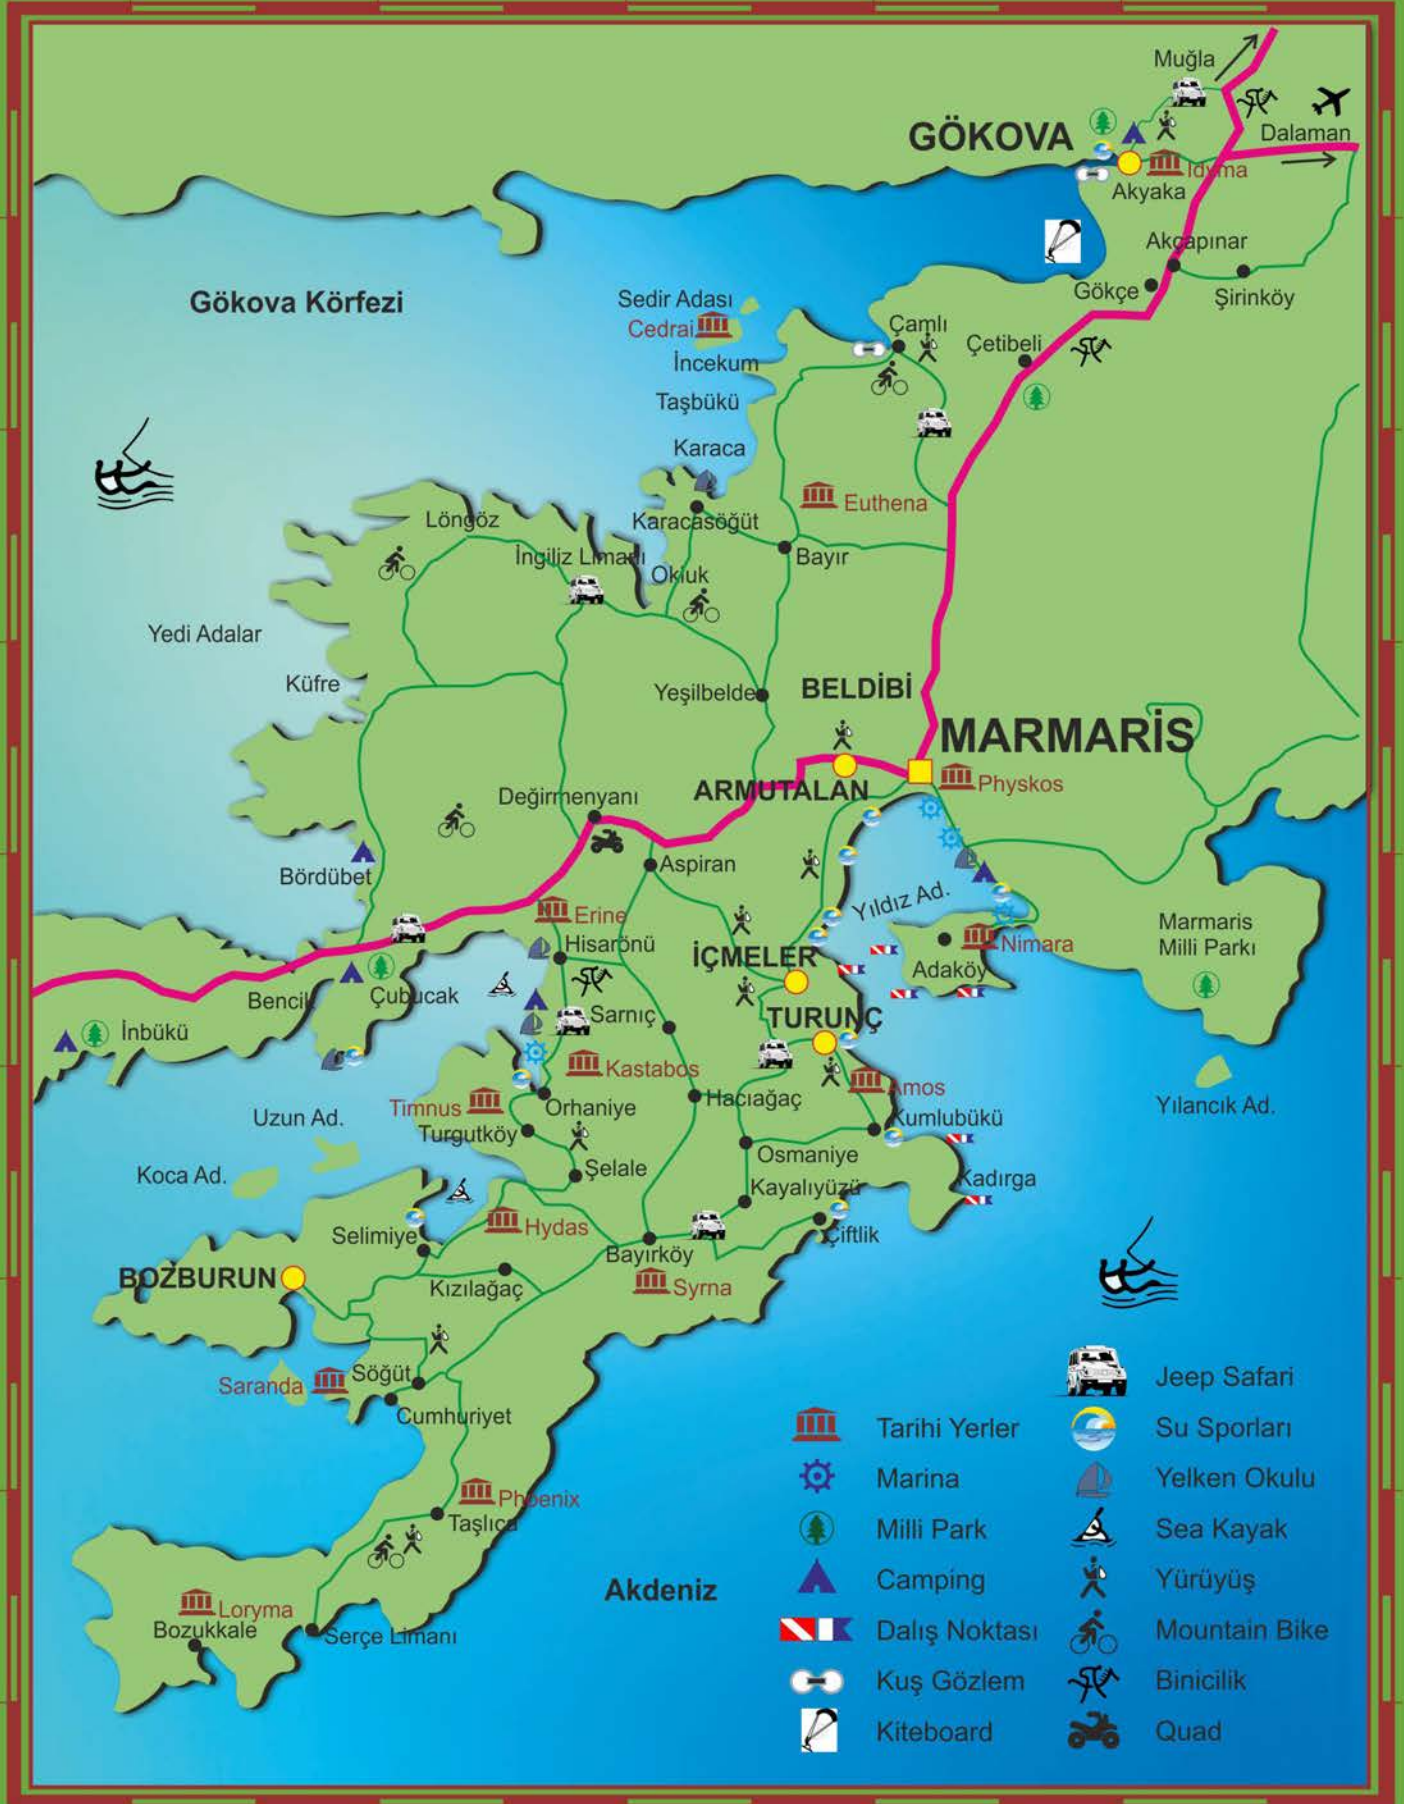 Muğla
GÖKOVA
Dalaman
Idyma
Akyaka
Akçapınar
Gökçe
Şirinköy
Gökova Körfezi
Sedir Adası
Cedrai
İncekum
Taşbükü
Karaca
Çamlı
Çetibeli
Löngöz
Karacasöğüt
Euthena
İngiliz Limanı
Okluk
Bayır
Yedi Adalar
Küfre
Yeşilbelde
BELDİBİ
MARMARİS
Physkos
ARMUTALAN
Değirmenyanı
Aspiran
Bördübet
Yıldız Ad.
Erine
Hisarönü
İÇMELER
Nimara
Adaköy
Marmaris
Milli Parkı
Bencik
Çubucak
İnbükü
Sarnıç
TURUNÇ
Kastabos
Amos
Timnus
Orhaniye
Hacıağaç
Kumlubükü
Yılancık Ad.
Uzun Ad.
Turgutköy
Osmaniye
Koca Ad.
Şelale
Kayalıyüzü
Kadırga
Hydas
Selimiye
Çiftlik
Bayırköy
BOZBURUN
Kızılağaç
Syrna
Saranda
Söğüt
Cumhuriyet
Phoenix
Taşlıca
Akdeniz
Loryma
Bozukkale
Serçe Limanı
Jeep Safari
Tarihi Yerler
Su Sporları
Marina
Yelken Okulu
Milli Park
Sea Kayak
Camping
Yürüyüş
Dalış Noktası
Mountain Bike
Kuş Gözlem
Binicilik
Kiteboard
Quad